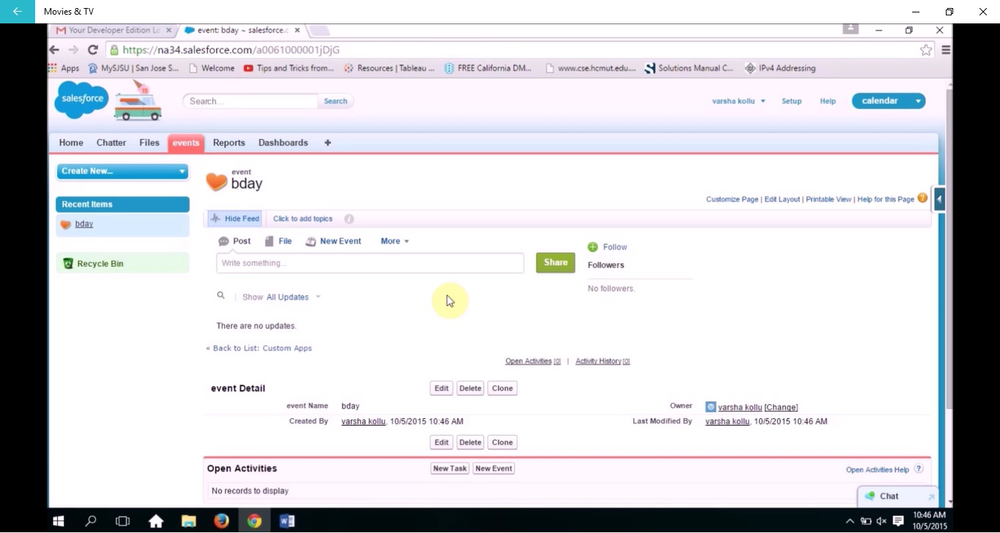 Movies & TV
Your Developer Edition Lo
event: bday ~ salesforce.c
https://na34.salesforce.com/a0061000001jDjG
Apps MySJSU | San Jose S... Welcome Tips and Tricks from... Resources | Tableau ... FREE California DM... www.cse.hcmut.edu.... Solutions Manual C... IPv4 Addressing
salesforce
15
Search...
Search
varsha kollu Setup Help calendar
Home Chatter Files events Reports Dashboards +
Create New...
Recent Items
bday
Recycle Bin
event
bday
Customize Page | Edit Layout | Printable View | Help for this Page
Hide Feed Click to add topics
Post File New Event More
Write something...
Share
Follow
Followers
No followers.
Show All Updates
There are no updates.
« Back to List: Custom Apps
Open Activities [0] | Activity History [0]
event Detail Edit Delete Clone
event Name bday Owner varsha kollu [Change]
Created By varsha kollu, 10/5/2015 10:46 AM Last Modified By varsha kollu, 10/5/2015 10:46 AM
Edit Delete Clone
Open Activities New Task New Event Open Activities Help ?
No records to display
Chat
10:46 AM
10/5/2015